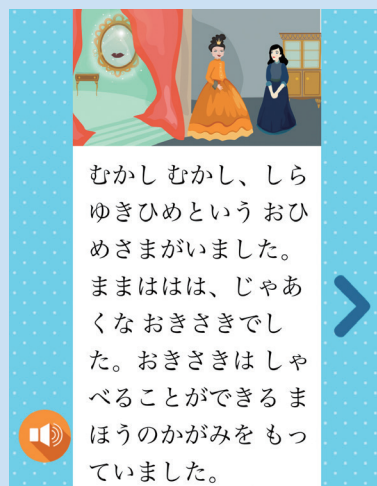 むかし むかし、しら
ゆきひめという おひ
めさまがいました。
ままははは、じゃあ
くな おきさきでし
た。おきさきは しゃ
べることができる ま
ほうのかがみを もっ
ていました。